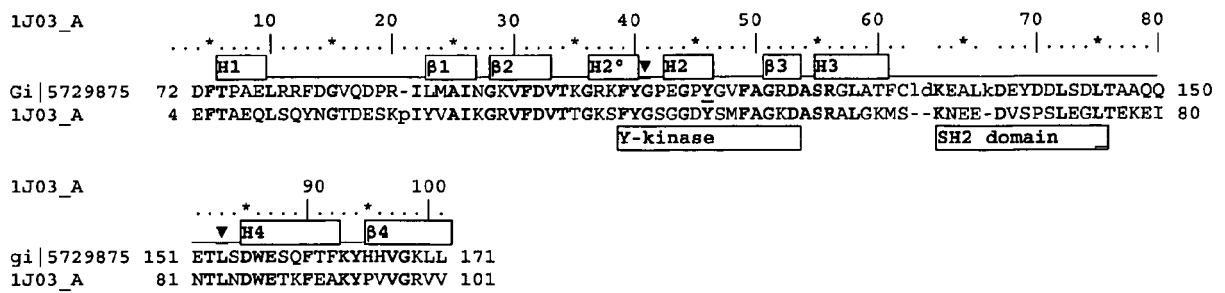 1J03_A 10 20 30 40 50 60 70 80
....*....|....*....|....*....|....*....|....*....|....*....|....*....|....*....|
H1 β1 β2 H2° ▼ H2 β3 H3
Gi|5729875 72 DFTPAELRRFDGVQDPR-ILMAINGKVFDVTKGRKFYGPEGPYGVFAGRDASRGLATFCldKEALkDEYDDLSDLTAAQQ 150
1J03_A 4 EFTAEQLSQYNGTDESKpIYVAIKGRVFDVTTGKSFYGSGGDYSMFAGKDASRALGKMS--KNEE-DVSPSLEGLTEKEI 80
Y-kinase SH2 domain
1J03_A 90 100
....*....|....*....|..
▼ H4 β4
gi|5729875 151 ETLSDWESQFTFKYHHVGKLL 171
1J03_A 81 NTLNDWETKFEAKYPVVGRVV 101